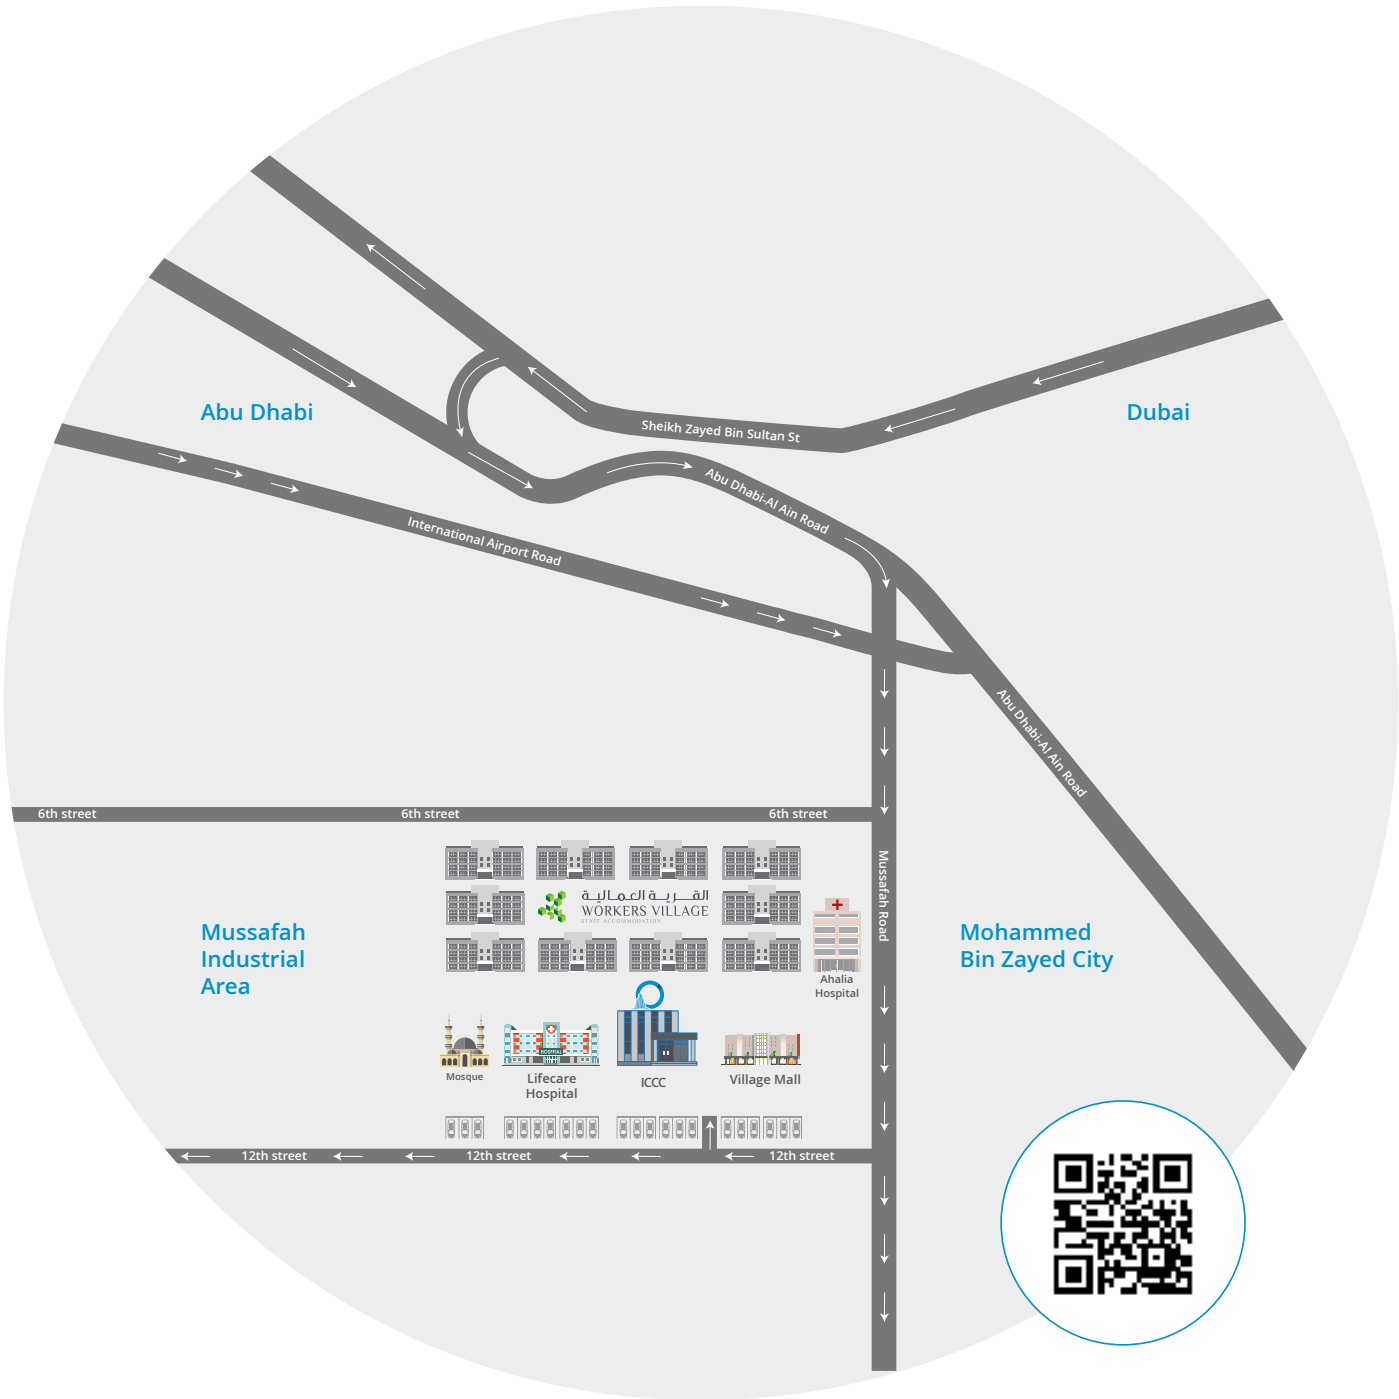 Abu Dhabi
Dubai
Sheikh Zayed Bin Sultan St
Abu Dhabi-Al Ain Road
International Airport Road
Abu Dhabi-Al Ain Road
6th street
6th street
6th street
Mussafah Road
القرية العمالية
WORKERS VILLAGE
STAFF ACCOMMODATION
Mussafah
Industrial
Area
Mohammed
Bin Zayed City
Ahalia
Hospital
HOSPITAL
Mosque
Lifecare
Hospital
ICCC
Village Mall
12th street
12th street
12th street